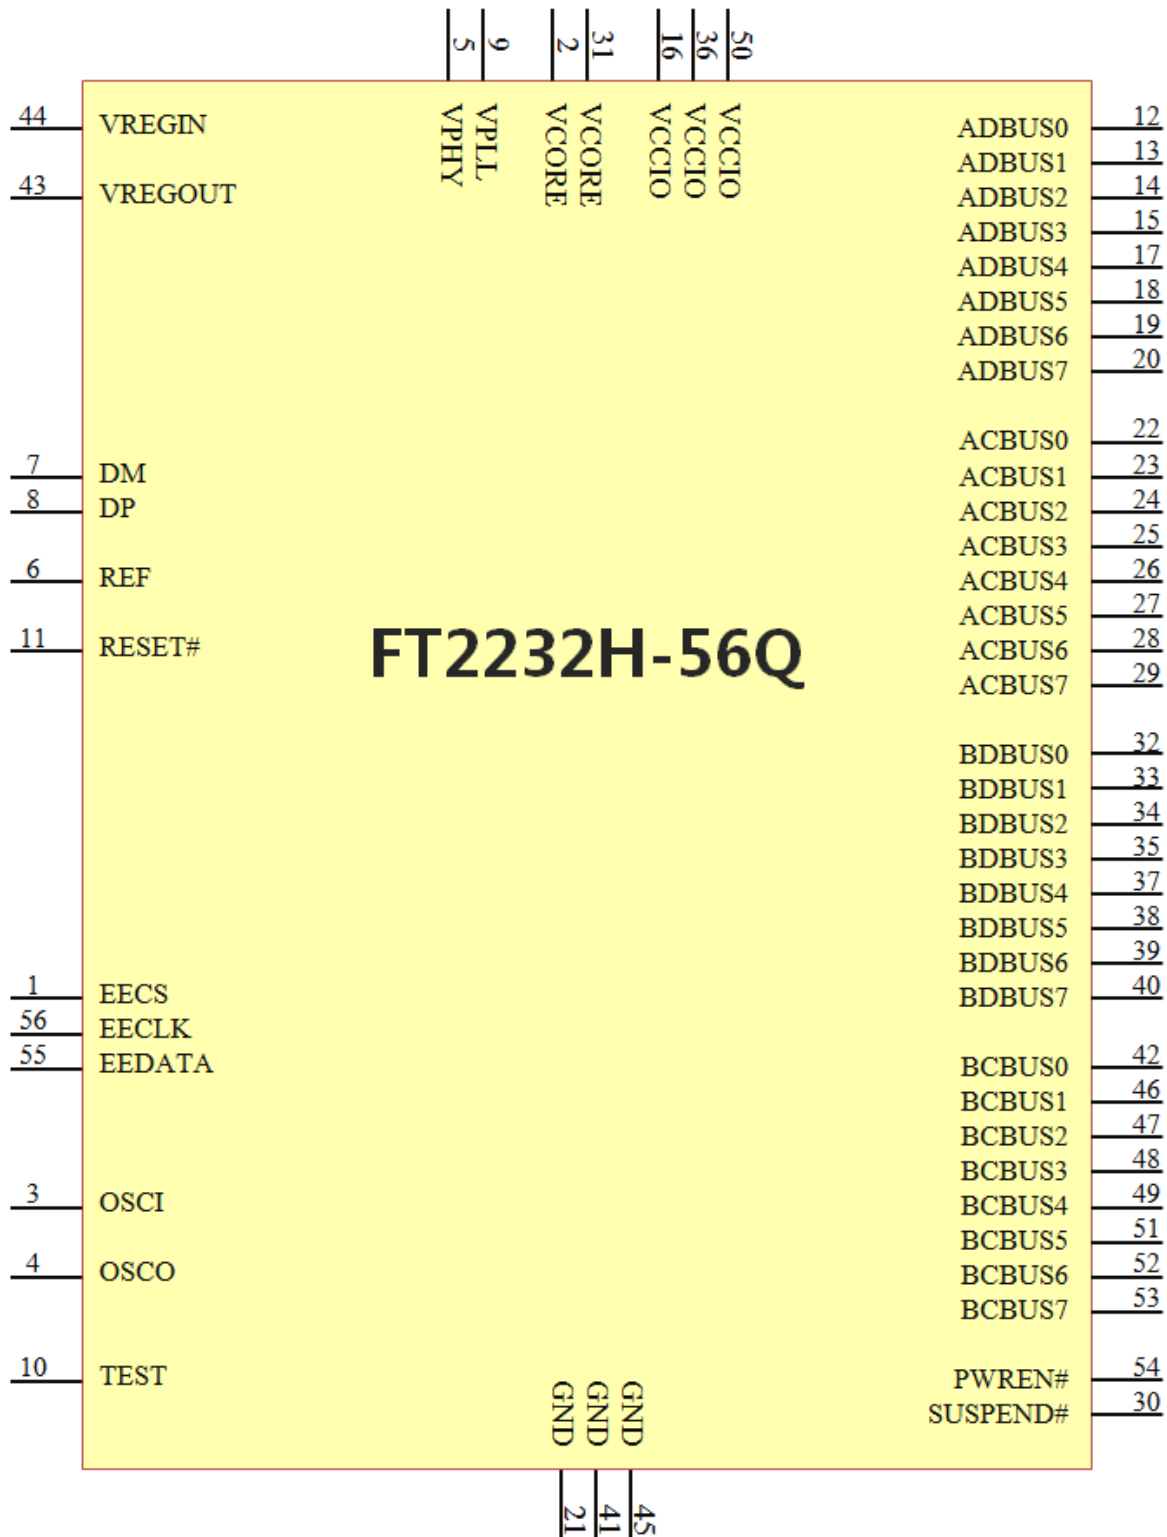 5 9 2 31 16 36 50
VPHY VPLL VCORE VCORE VCCIO VCCIO VCCIO
44 VREGIN
43 VREGOUT
7 DM
8 DP
6 REF
11 RESET#
1 EECS
56 EECLK
55 EEDATA
3 OSCI
4 OSCO
10 TEST
FT2232H-56Q
ADBUS0 12
ADBUS1 13
ADBUS2 14
ADBUS3 15
ADBUS4 17
ADBUS5 18
ADBUS6 19
ADBUS7 20
ACBUS0 22
ACBUS1 23
ACBUS2 24
ACBUS3 25
ACBUS4 26
ACBUS5 27
ACBUS6 28
ACBUS7 29
BDBUS0 32
BDBUS1 33
BDBUS2 34
BDBUS3 35
BDBUS4 37
BDBUS5 38
BDBUS6 39
BDBUS7 40
BCBUS0 42
BCBUS1 46
BCBUS2 47
BCBUS3 48
BCBUS4 49
BCBUS5 51
BCBUS6 52
BCBUS7 53
PWREN# 54
SUSPEND# 30
GND GND GND
21 41 45